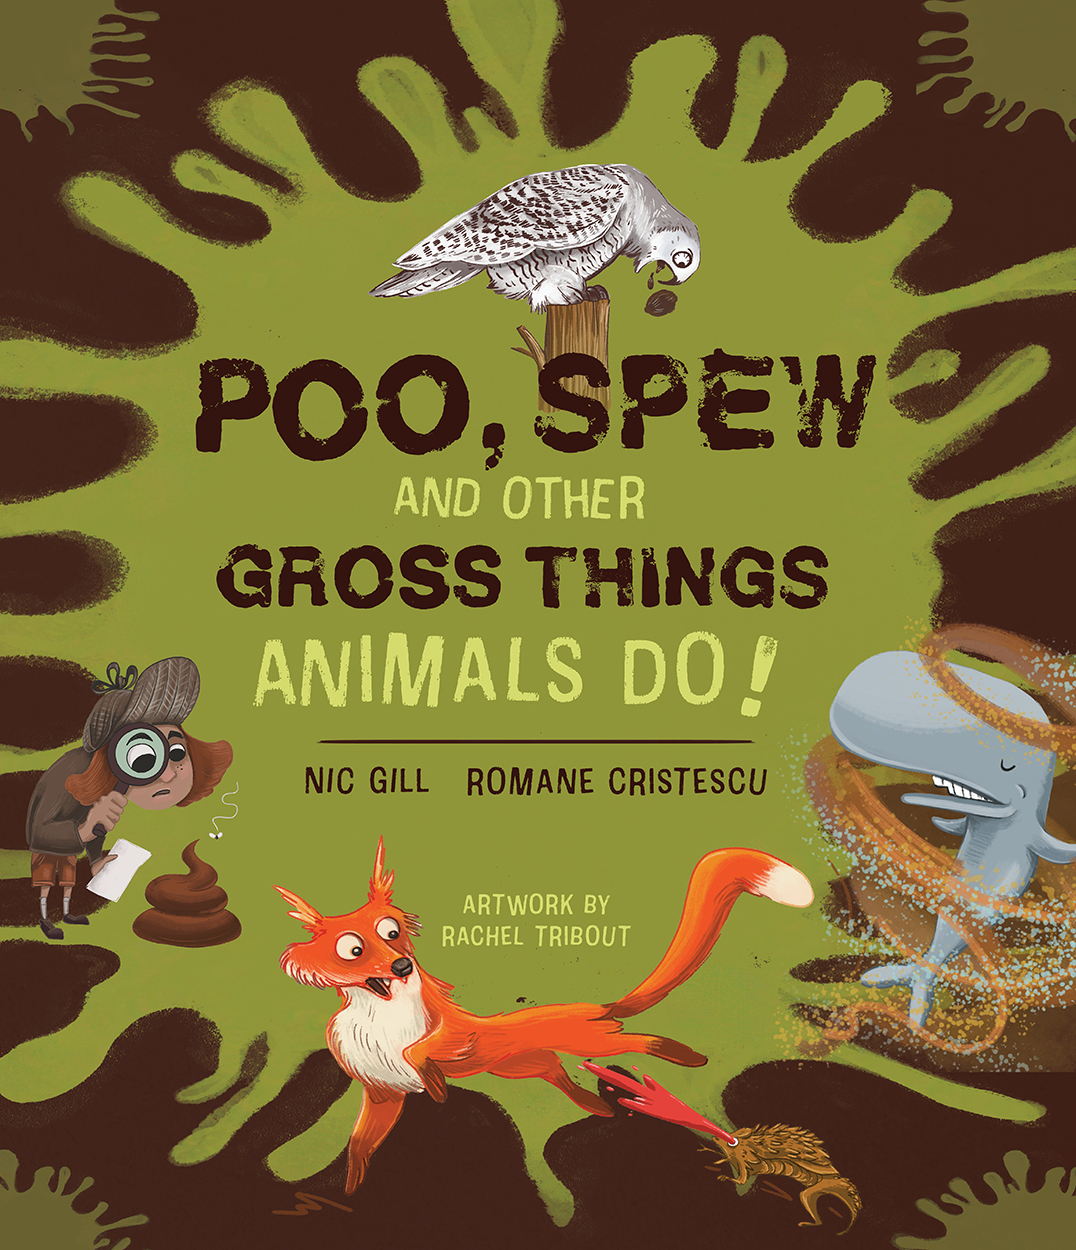 POO, SPEW
AND OTHER
GROSS THINGS
ANIMALS DO!
NIC GILL ROMANE CRISTESCU
ARTWORK BY
RACHEL TRIBOUT